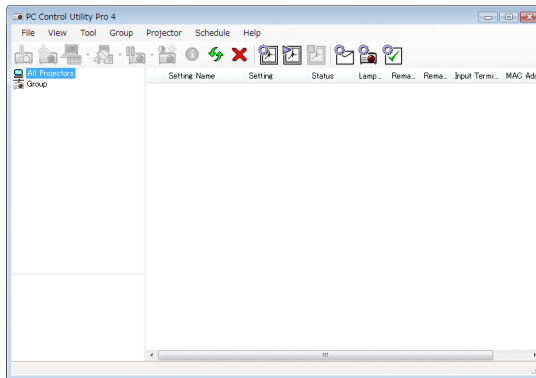 PC Control Utility Pro 4
File View Tool Group Projector Schedule Help
All Projectors
Group
Setting Name Setting Status Lamp... Rema... Rema... Input Termi... MAC Add